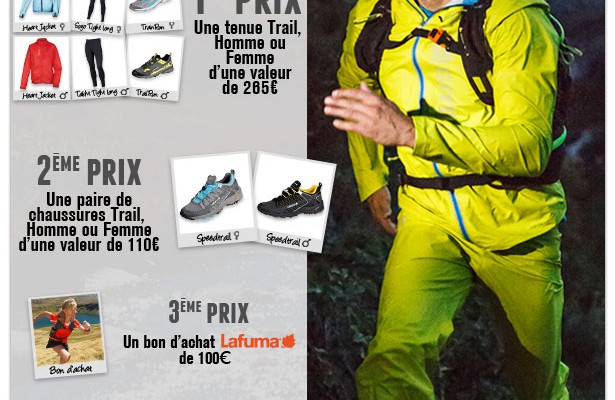 1 PRIX
Heart Jacket ♀ Sego Tight long ♀ TrailRun ♀
Heart Jacket ♂ Table Tight long ♂ TrailRun ♂
Une tenue Trail,
Homme ou
Femme
d'une valeur
de 265€
2ÈME PRIX
Une paire de
chaussures Trail,
Homme ou Femme
d'une valeur de 110€
Speedtrail ♀ Speedtrail ♂
3ÈME PRIX
Un bon d'achat Lafuma
de 100€
Bon d'achat